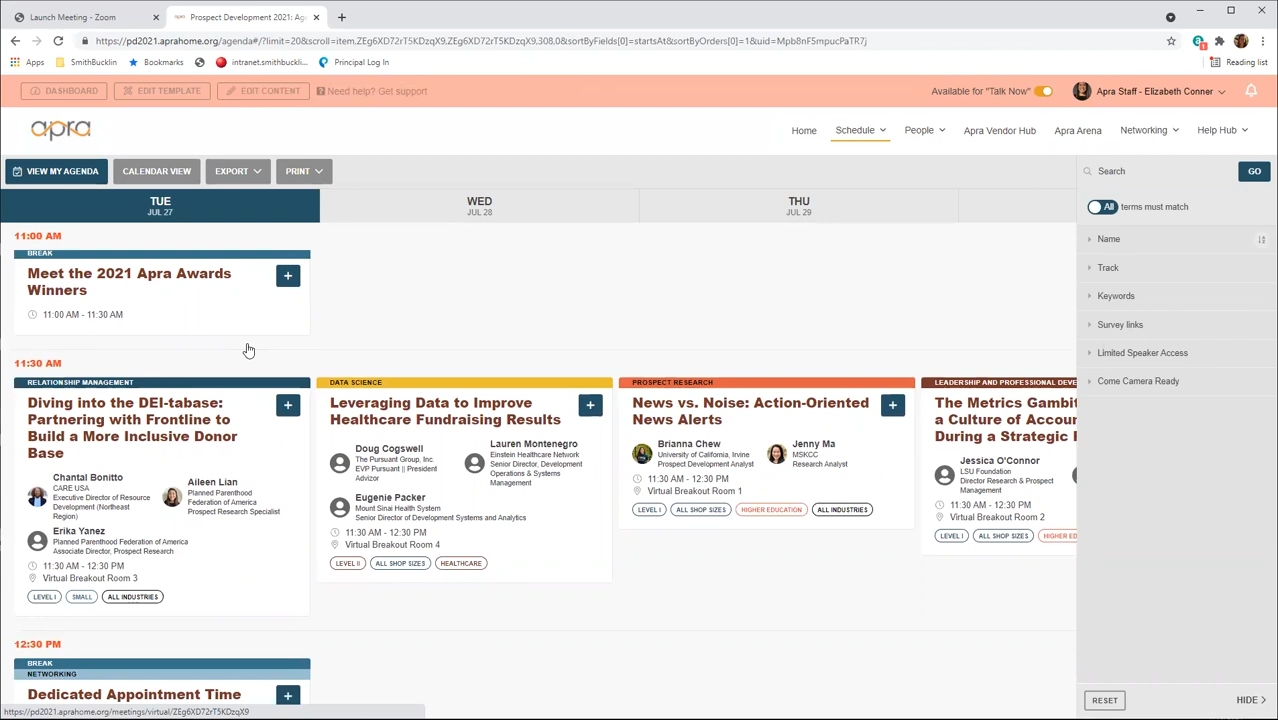 Launch Meeting - Zoom
apra Prospect Development 2021: Age
https://pd2021.aprahome.org/agenda#/?limit=20&scroll=item,ZEg6XD72rT5KDzqX9,ZEg6XD72rT5KDzqX9,308.0&sortByFields[0]=startsAt&sortByOrders[0]=1&uid=Mpb8nF5mpucPaTR7j
Apps SmithBucklin Bookmarks intranet.smithbucklin... Principal Log In Reading list
DASHBOARD EDIT TEMPLATE EDIT CONTENT Need help? Get support Available for "Talk Now" Apra Staff - Elizabeth Conner
apra Home Schedule People Apra Vendor Hub Apra Arena Networking Help Hub
VIEW MY AGENDA CALENDAR VIEW EXPORT PRINT Search GO
TUE
JUL 27
WED
JUL 28
THU
JUL 29
All terms must match
Name
Track
Keywords
Survey links
Limited Speaker Access
Come Camera Ready
11:00 AM
BREAK
Meet the 2021 Apra Awards
Winners
11:00 AM - 11:30 AM
11:30 AM
RELATIONSHIP MANAGEMENT
Diving into the DEI-tabase:
Partnering with Frontline to
Build a More Inclusive Donor
Base
Chantal Bonitto
CARE USA
Executive Director of Resource
Development (Northeast
Region)
Aileen Lian
Planned Parenthood
Federation of America
Prospect Research Specialist
Erika Yanez
Planned Parenthood Federation of America
Associate Director, Prospect Research
11:30 AM - 12:30 PM
Virtual Breakout Room 3
LEVEL I SMALL ALL INDUSTRIES
DATA SCIENCE
Leveraging Data to Improve
Healthcare Fundraising Results
Doug Cogswell
The Pursuant Group, Inc.
EVP Pursuant || President
Advizor
Lauren Montenegro
Einstein Healthcare Network
Senior Director, Development
Operations & Systems
Management
Eugenie Packer
Mount Sinai Health System
Senior Director of Development Systems and Analytics
11:30 AM - 12:30 PM
Virtual Breakout Room 4
LEVEL II ALL SHOP SIZES HEALTHCARE
PROSPECT RESEARCH
News vs. Noise: Action-Oriented
News Alerts
Brianna Chew
University of California, Irvine
Prospect Development Analyst
Jenny Ma
MSKCC
Research Analyst
11:30 AM - 12:30 PM
Virtual Breakout Room 1
LEVEL I ALL SHOP SIZES HIGHER EDUCATION ALL INDUSTRIES
LEADERSHIP AND PROFESSIONAL DEVE
The Metrics Gambit
a Culture of Accoun
During a Strategic P
Jessica O'Connor
LSU Foundation
Director Research & Prospect
Management
11:30 AM - 12:30 PM
Virtual Breakout Room 2
LEVEL I ALL SHOP SIZES HIGHER ED
12:30 PM
BREAK
NETWORKING
Dedicated Appointment Time
RESET HIDE
https://pd2021.aprahome.org/meetings/virtual/ZEg6XD72rT5KDzqX9